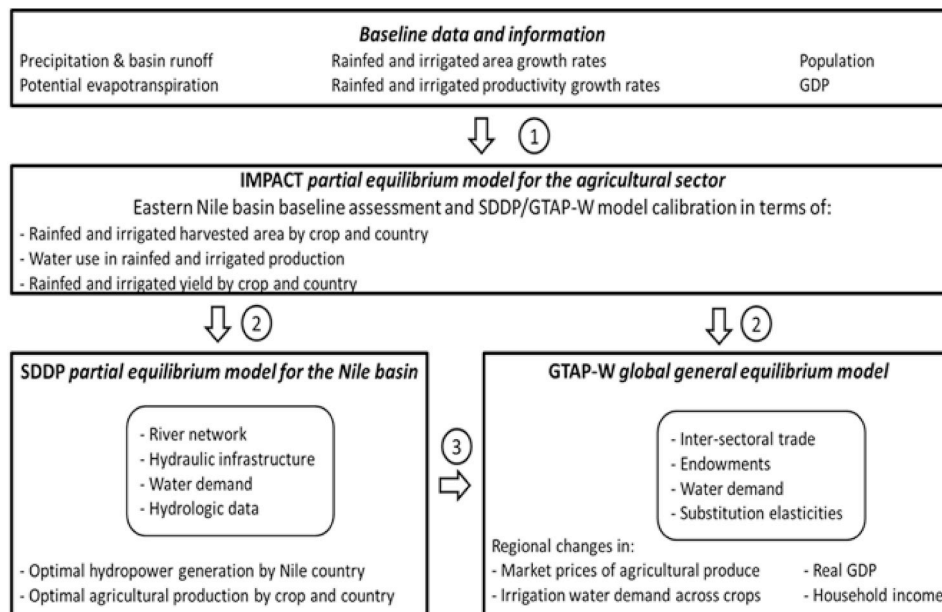 Baseline data and information
Precipitation & basin runoff Rainfed and irrigated area growth rates Population
Potential evapotranspiration Rainfed and irrigated productivity growth rates GDP
1
IMPACT partial equilibrium model for the agricultural sector
Eastern Nile basin baseline assessment and SDDP/GTAP-W model calibration in terms of:
- Rainfed and irrigated harvested area by crop and country
- Water use in rainfed and irrigated production
- Rainfed and irrigated yield by crop and country
2
2
SDDP partial equilibrium model for the Nile basin
- River network
- Hydraulic infrastructure
- Water demand
- Hydrologic data
- Optimal hydropower generation by Nile country
- Optimal agricultural production by crop and country
3
GTAP-W global general equilibrium model
- Inter-sectoral trade
- Endowments
- Water demand
- Substitution elasticities
Regional changes in:
- Market prices of agricultural produce - Real GDP
- Irrigation water demand across crops - Household income